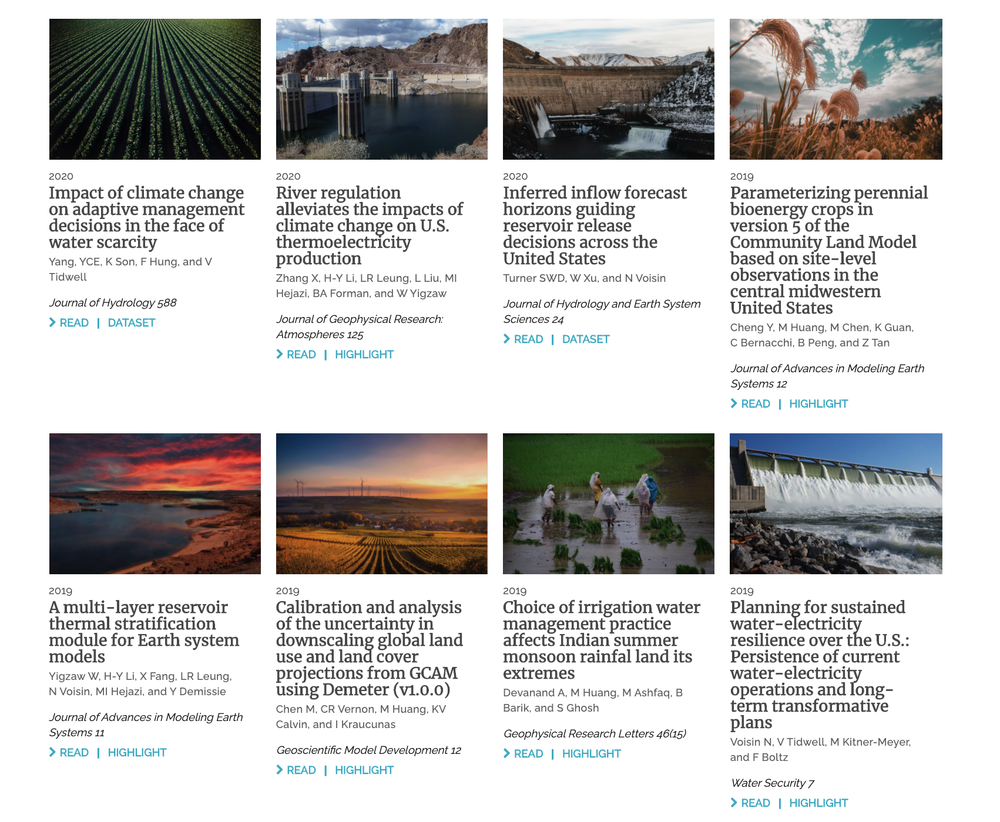 2020
Impact of climate change
on adaptive management
decisions in the face of
water scarcity
Yang, YCE, K Son, F Hung, and V
Tidwell
Journal of Hydrology 588
READ | DATASET
2020
River regulation
alleviates the impacts of
climate change on U.S.
thermoelectricity
production
Zhang X, H-Y Li, LR Leung, L Liu, MI
Hejazi, BA Forman, and W Yigzaw
Journal of Geophysical Research:
Atmospheres 125
READ | HIGHLIGHT
2020
Inferred inflow forecast
horizons guiding
reservoir release
decisions across the
United States
Turner SWD, W Xu, and N Voisin
Journal of Hydrology and Earth System
Sciences 24
READ | DATASET
2019
Parameterizing perennial
bioenergy crops in
version 5 of the
Community Land Model
based on site-level
observations in the
central midwestern
United States
Cheng Y, M Huang, M Chen, K Guan,
C Bernacchi, B Peng, and Z Tan
Journal of Advances in Modeling Earth
Systems 12
READ | HIGHLIGHT
2019
A multi-layer reservoir
thermal stratification
module for Earth system
models
Yigzaw W, H-Y Li, X Fang, LR Leung,
N Voisin, MI Hejazi, and Y Demissie
Journal of Advances in Modeling Earth
Systems 11
READ | HIGHLIGHT
2019
Calibration and analysis
of the uncertainty in
downscaling global land
use and land cover
projections from GCAM
using Demeter (v1.0.0)
Chen M, CR Vernon, M Huang, KV
Calvin, and I Kraucunas
Geoscientific Model Development 12
READ | HIGHLIGHT
2019
Choice of irrigation water
management practice
affects Indian summer
monsoon rainfal land its
extremes
Devanand A, M Huang, M Ashfaq, B
Barik, and S Ghosh
Geophysical Research Letters 46(15)
READ | HIGHLIGHT
2019
Planning for sustained
water-electricity
resilience over the U.S.:
Persistence of current
water-electricity
operations and long-
term transformative
plans
Voisin N, V Tidwell, M Kitner-Meyer,
and F Boltz
Water Security 7
READ | HIGHLIGHT